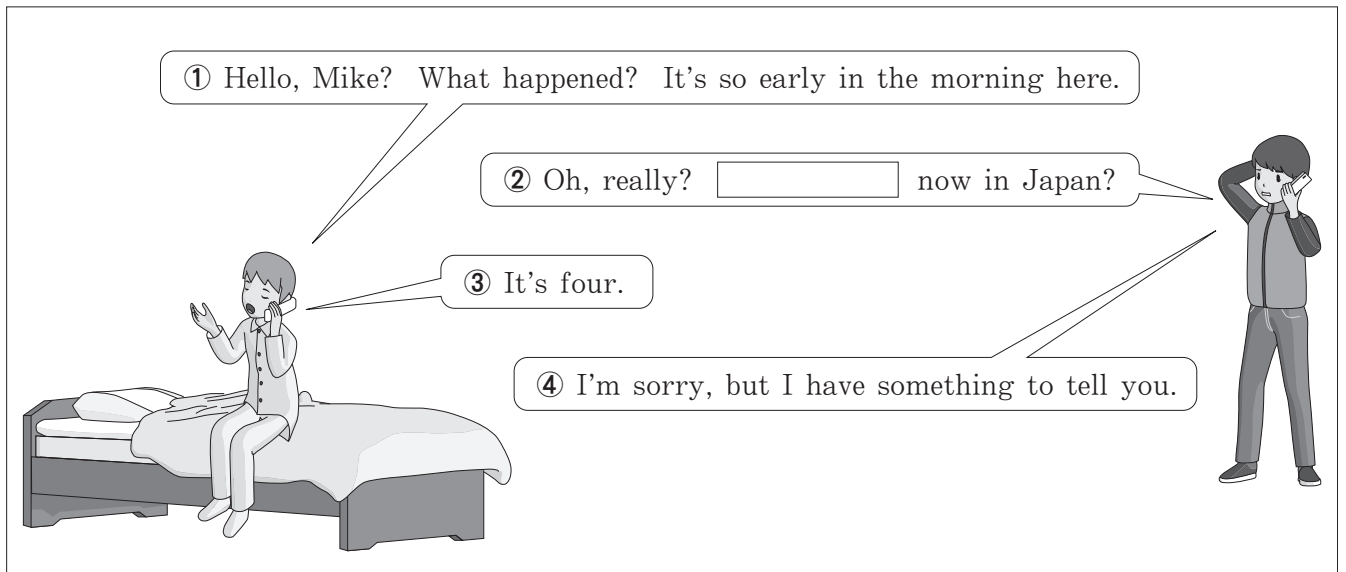 ① Hello, Mike? What happened? It's so early in the morning here.
② Oh, really? now in Japan?
③ It's four.
④ I'm sorry, but I have something to tell you.